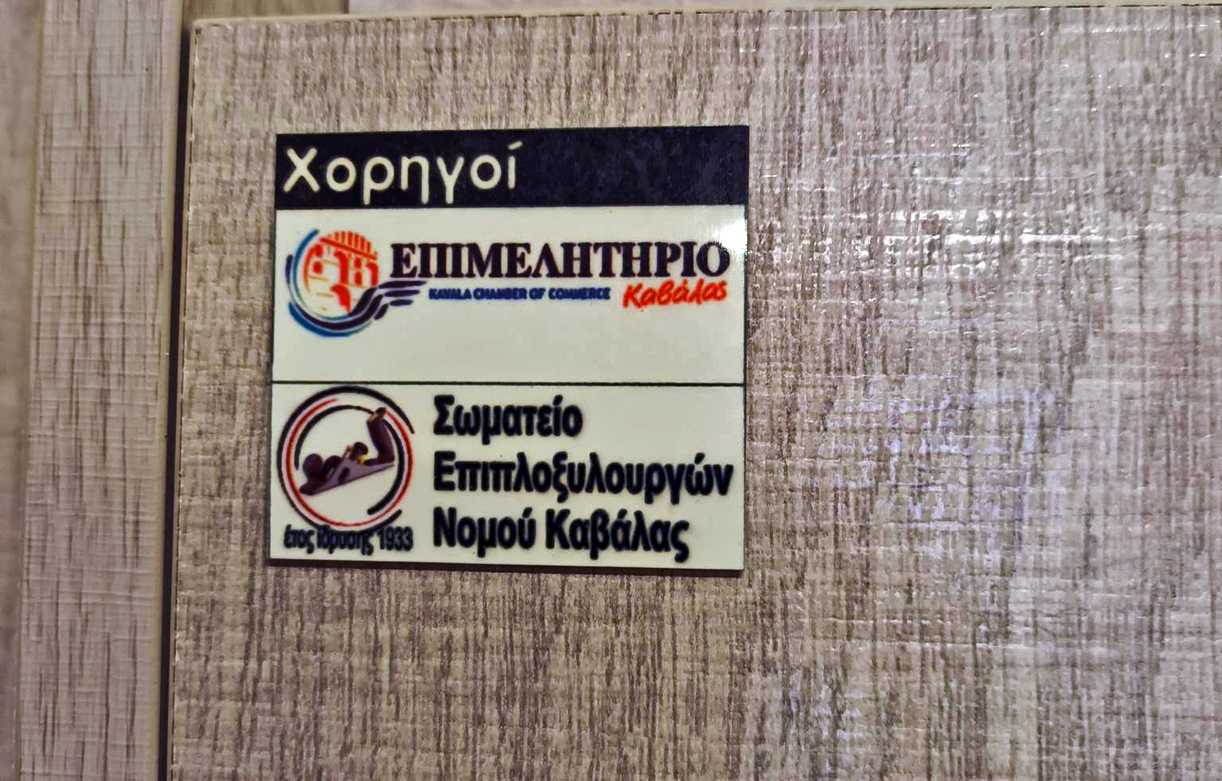 Χορηγοί
ΕΠΙΜΕΛΗΤΗΡΙΟ
KAVALA CHAMBER OF COMMERCE Καβάλας
Σωματείο
Επιπλοξυλουργών
Νομού Καβάλας
έτος ίδρυσης 1933